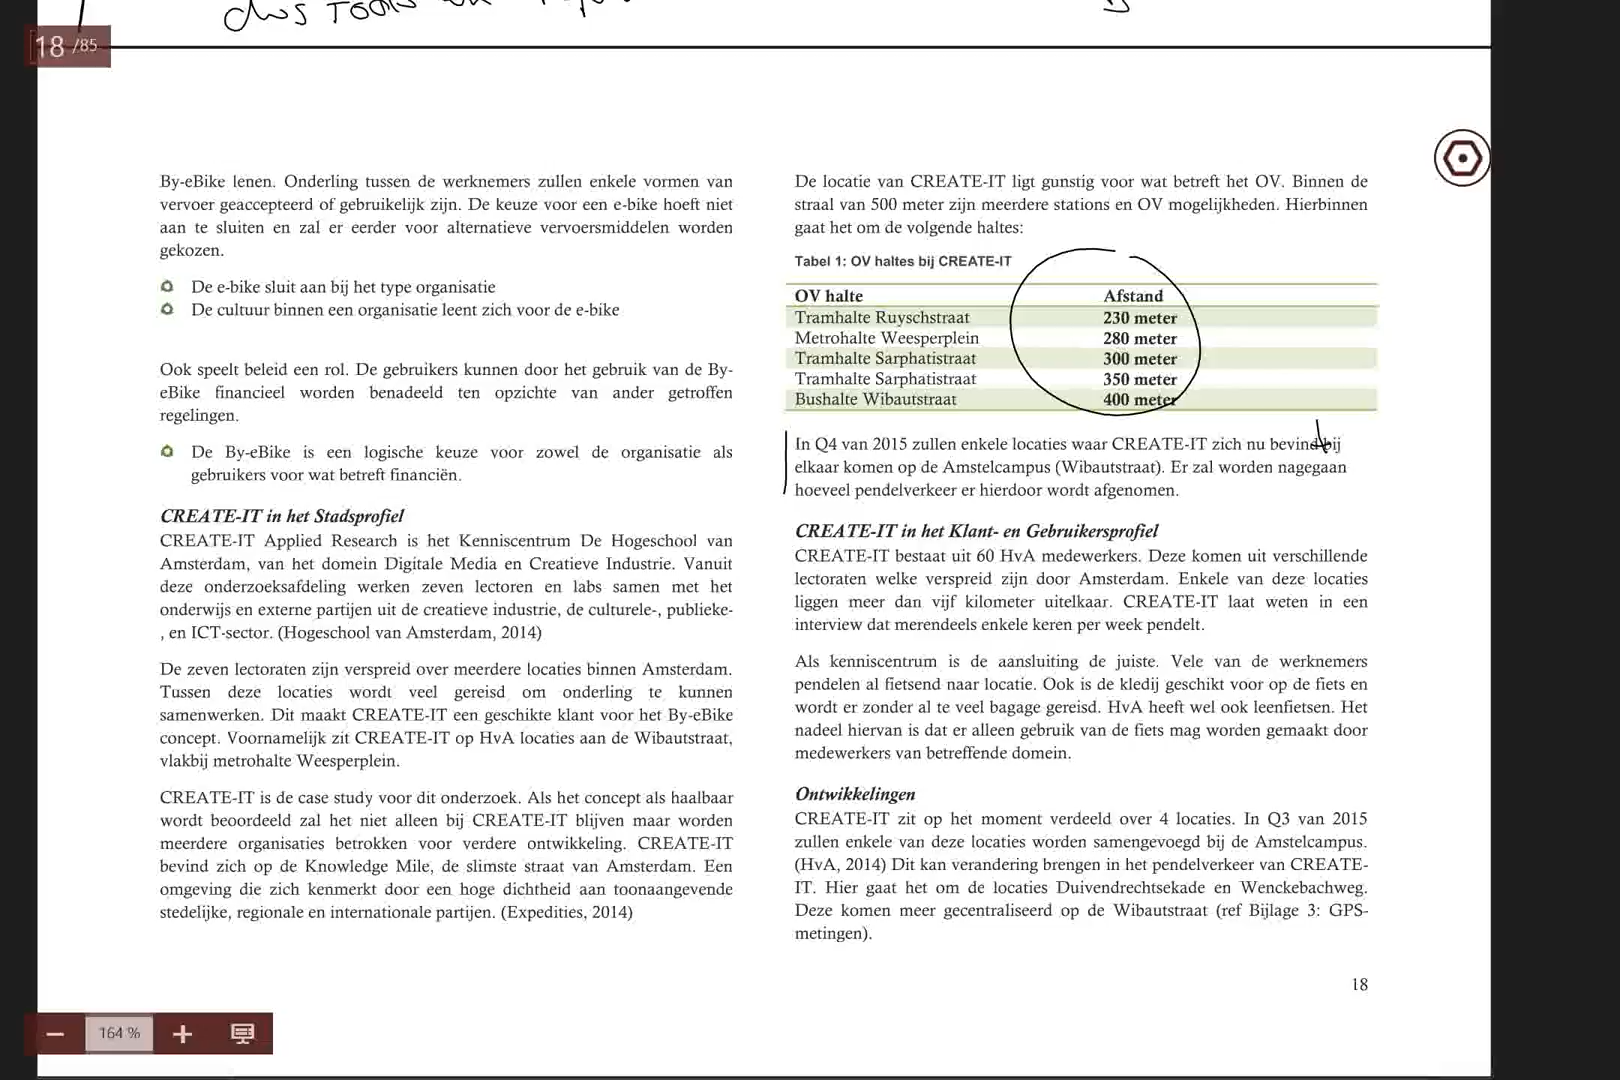 18 /85
By-eBike lenen. Onderling tussen de werknemers zullen enkele vormen van
vervoer geaccepteerd of gebruikelijk zijn. De keuze voor een e-bike hoeft niet
aan te sluiten en zal er eerder voor alternatieve vervoersmiddelen worden
gekozen.
De e-bike sluit aan bij het type organisatie
De cultuur binnen een organisatie leent zich voor de e-bike
Ook speelt beleid een rol. De gebruikers kunnen door het gebruik van de By-
eBike financieel worden benadeeld ten opzichte van ander getroffen
regelingen.
De By-eBike is een logische keuze voor zowel de organisatie als
gebruikers voor wat betreft financiën.
CREATE-IT in het Stadsprofiel
CREATE-IT Applied Research is het Kenniscentrum De Hogeschool van
Amsterdam, van het domein Digitale Media en Creatieve Industrie. Vanuit
deze onderzoeksafdeling werken zeven lectoren en labs samen met het
onderwijs en externe partijen uit de creatieve industrie, de culturele-, publieke-
, en ICT-sector. (Hogeschool van Amsterdam, 2014)
De zeven lectoraten zijn verspreid over meerdere locaties binnen Amsterdam.
Tussen deze locaties wordt veel gereisd om onderling te kunnen
samenwerken. Dit maakt CREATE-IT een geschikte klant voor het By-eBike
concept. Voornamelijk zit CREATE-IT op HvA locaties aan de Wibautstraat,
vlakbij metrohalte Weesperplein.
CREATE-IT is de case study voor dit onderzoek. Als het concept als haalbaar
wordt beoordeeld zal het niet alleen bij CREATE-IT blijven maar worden
meerdere organisaties betrokken voor verdere ontwikkeling. CREATE-IT
bevind zich op de Knowledge Mile, de slimste straat van Amsterdam. Een
omgeving die zich kenmerkt door een hoge dichtheid aan toonaangevende
stedelijke, regionale en internationale partijen. (Expedities, 2014)
De locatie van CREATE-IT ligt gunstig voor wat betreft het OV. Binnen de
straal van 500 meter zijn meerdere stations en OV mogelijkheden. Hierbinnen
gaat het om de volgende haltes:
Tabel 1: OV haltes bij CREATE-IT
OV halte Afstand
Tramhalte Ruyschstraat 230 meter
Metrohalte Weesperplein 280 meter
Tramhalte Sarphatistraat 300 meter
Tramhalte Sarphatistraat 350 meter
Bushalte Wibautstraat 400 meter
In Q4 van 2015 zullen enkele locaties waar CREATE-IT zich nu bevind bij
elkaar komen op de Amstelcampus (Wibautstraat). Er zal worden nagegaan
hoeveel pendelverkeer er hierdoor wordt afgenomen.
CREATE-IT in het Klant- en Gebruikersprofiel
CREATE-IT bestaat uit 60 HvA medewerkers. Deze komen uit verschillende
lectoraten welke verspreid zijn door Amsterdam. Enkele van deze locaties
liggen meer dan vijf kilometer uitelkaar. CREATE-IT laat weten in een
interview dat merendeels enkele keren per week pendelt.
Als kenniscentrum is de aansluiting de juiste. Vele van de werknemers
pendelen al fietsend naar locatie. Ook is de kledij geschikt voor op de fiets en
wordt er zonder al te veel bagage gereisd. HvA heeft wel ook leenfietsen. Het
nadeel hiervan is dat er alleen gebruik van de fiets mag worden gemaakt door
medewerkers van betreffende domein.
Ontwikkelingen
CREATE-IT zit op het moment verdeeld over 4 locaties. In Q3 van 2015
zullen enkele van deze locaties worden samengevoegd bij de Amstelcampus.
(HvA, 2014) Dit kan verandering brengen in het pendelverkeer van CREATE-
IT. Hier gaat het om de locaties Duivendrechtsekade en Wenckebachweg.
Deze komen meer gecentraliseerd op de Wibautstraat (ref Bijlage 3: GPS-
metingen).
18
164 %